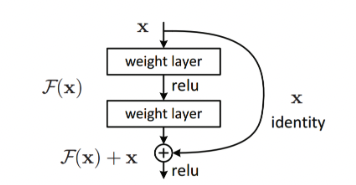 x
weight layer
relu
F(x)
weight layer
x
identity
F(x) + x
relu